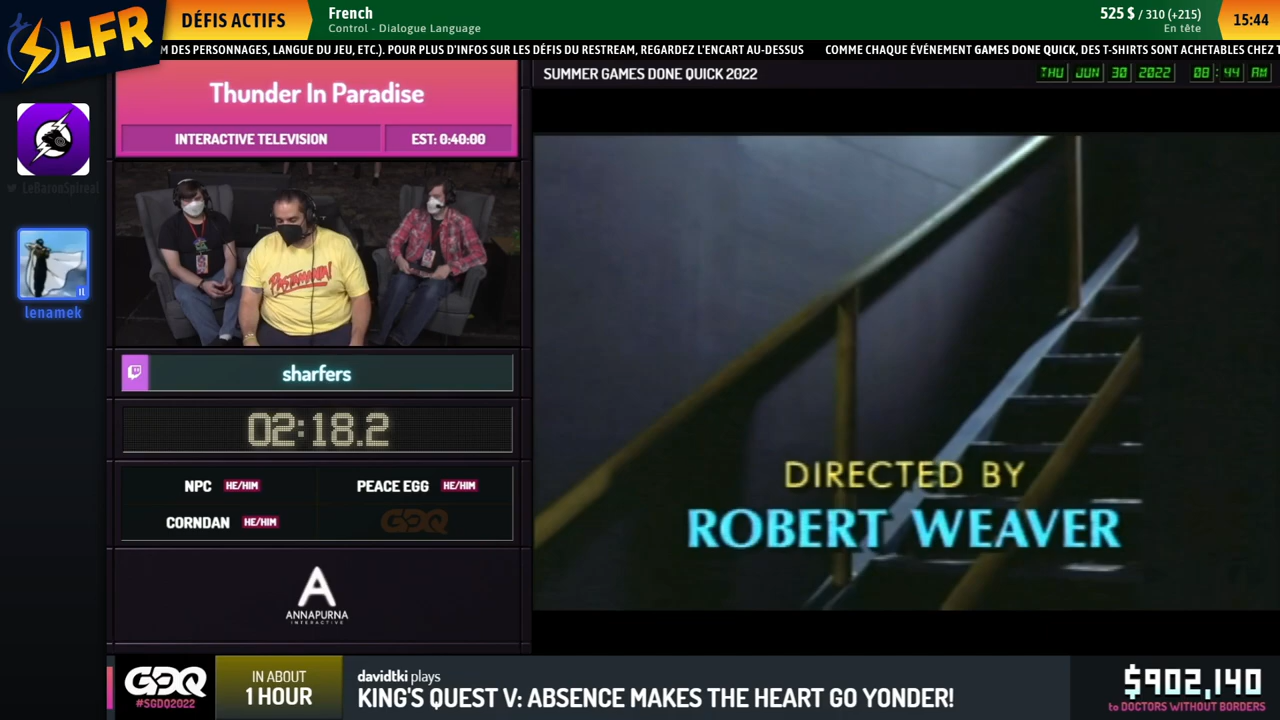 LFR
DÉFIS ACTIFS
French
Control - Dialogue Language
525 $ / 310 (+215)
En tête
15:44
M DES PERSONNAGES, LANGUE DU JEU, ETC.). POUR PLUS D'INFOS SUR LES DÉFIS DU RESTREAM, REGARDEZ L'ENCART AU-DESSUS
COMME CHAQUE ÉVÉNEMENT GAMES DONE QUICK, DES T-SHIRTS SONT ACHETABLES CHEZ
Thunder In Paradise
INTERACTIVE TELEVISION
EST: 0:40:00
SUMMER GAMES DONE QUICK 2022
THU JUN 30 2022 08:44 AM
LeBaronSpireal
lenamek
PASTAMANIA!
sharfers
02:18.2
NPC HE/HIM
PEACE EGG HE/HIM
CORNDAN HE/HIM
GDQ
A
ANNAPURNA
INTERACTIVE
DIRECTED BY
ROBERT WEAVER
GDQ
#SGDQ2022
IN ABOUT
1 HOUR
davidtki plays
KING'S QUEST V: ABSENCE MAKES THE HEART GO YONDER!
$902,140
to DOCTORS WITHOUT BORDERS